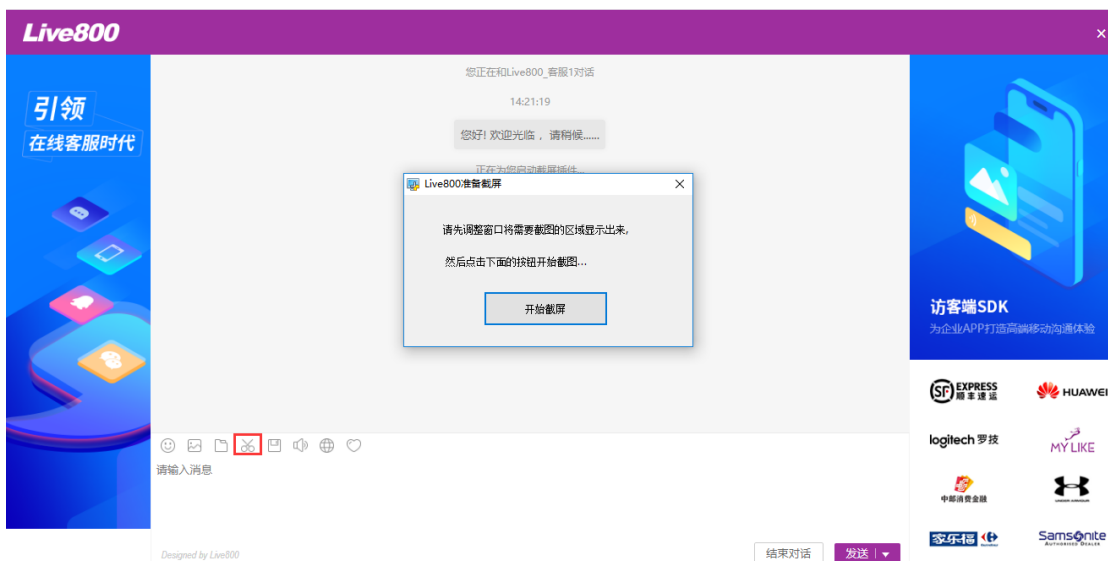 Live800
×
引领
在线客服时代
您正在和Live800_客服1对话
14:21:19
您好! 欢迎光临 , 请稍候......
正在为您启动截屏插件...
Live800准备截屏
请先调整窗口将需要截图的区域显示出来,
然后点击下面的按钮开始截图...
开始截屏
请输入消息
Designed by Live800
结束对话
发送
访客端SDK
为企业APP打造高端移动沟通体验
SF EXPRESS
顺丰速运
HUAWEI
logitech 罗技
MYLIKE
中邮消费金融
UNDER ARMOUR
家乐福
Carrefour
Samsonite
AUTHORISED DEALER